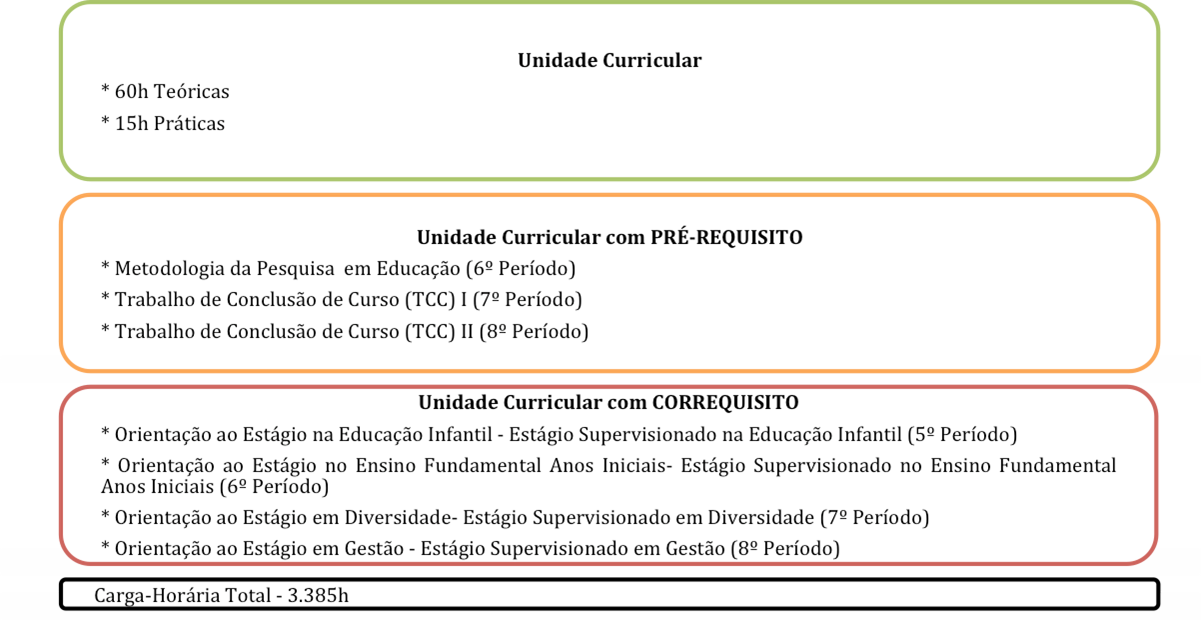 Unidade Curricular
* 60h Teóricas
* 15h Práticas
Unidade Curricular com PRÉ-REQUISITO
* Metodologia da Pesquisa em Educação (6º Período)
* Trabalho de Conclusão de Curso (TCC) I (7º Período)
* Trabalho de Conclusão de Curso (TCC) II (8º Período)
Unidade Curricular com CORREQUISITO
* Orientação ao Estágio na Educação Infantil - Estágio Supervisionado na Educação Infantil (5º Período)
* Orientação ao Estágio no Ensino Fundamental Anos Iniciais- Estágio Supervisionado no Ensino Fundamental
Anos Iniciais (6º Período)
* Orientação ao Estágio em Diversidade- Estágio Supervisionado em Diversidade (7º Período)
* Orientação ao Estágio em Gestão - Estágio Supervisionado em Gestão (8º Período)
Carga-Horária Total - 3.385h